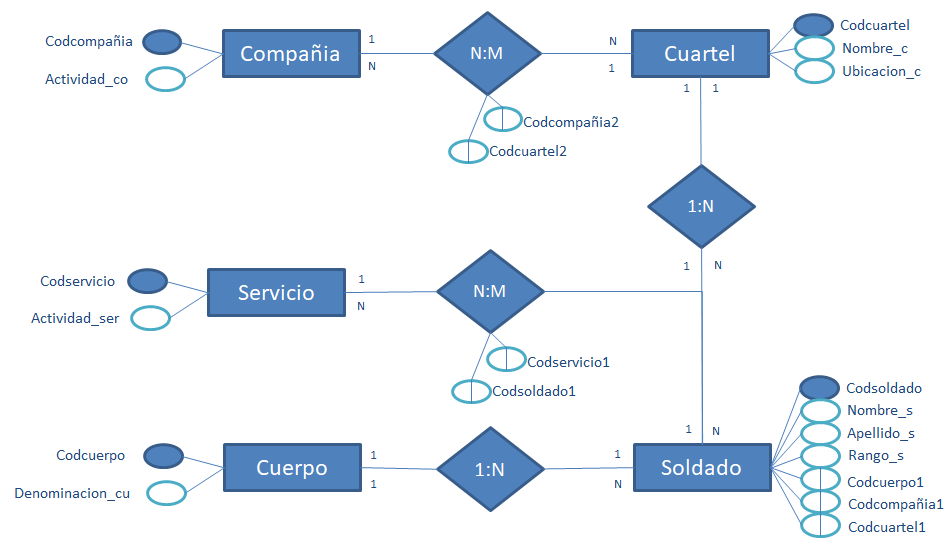 Codcompañia
Actividad_co
Compañia
1
N
N:M
N
1
Cuartel
Codcuartel
Nombre_c
Ubicacion_c
1
1
Codcompañia2
Codcuartel2
1:N
1
N
Codservicio
Actividad_ser
Servicio
1
N
N:M
Codservicio1
Codsoldado1
1
N
Codcuerpo
Denominacion_cu
Cuerpo
1
1
1:N
1
N
Soldado
Codsoldado
Nombre_s
Apellido_s
Rango_s
Codcuerpo1
Codcompañia1
Codcuartel1